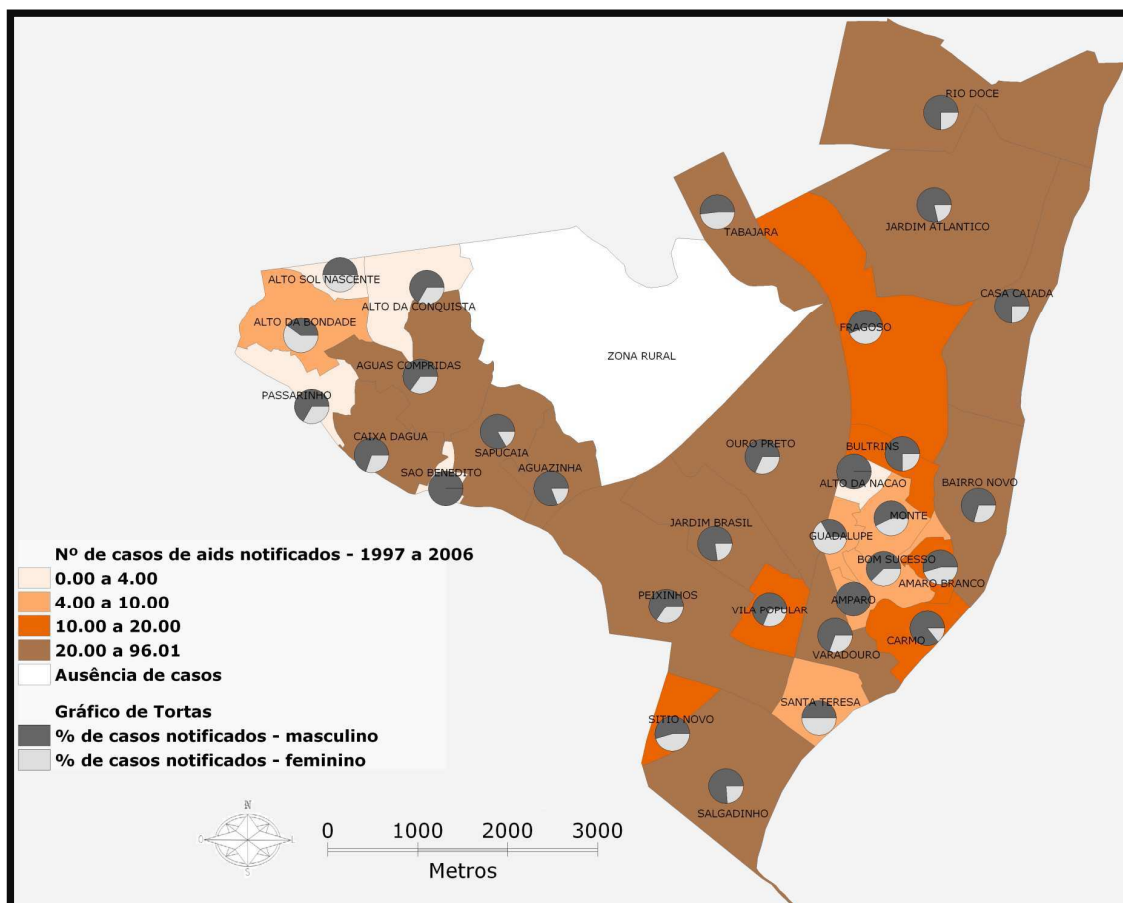 RIO DOCE
JARDIM ATLANTICO
TABAJARA
ALTO SOL NASCENTE
ALTO DA CONQUISTA
CASA CAIADA
ALTO DA BONDADE
FRAGOSO
ZONA RURAL
AGUAS COMPRIDAS
PASSARINHO
CAIXA DAGUA
SAPUCAIA
OURO PRETO
BULTRINS
SAO BENEDITO
AGUAZINHA
ALTO DA NACAO
BAIRRO NOVO
MONTE
JARDIM BRASIL
GUADALUPE
BOM SUCESSO
AMARO BRANCO
PEIXINHOS
VILA POPULAR
AMPARO
CARMO
VARADOURO
SANTA TERESA
SITIO NOVO
SALGADINHO
Nº de casos de aids notificados - 1997 a 2006
0.00 a 4.00
4.00 a 10.00
10.00 a 20.00
20.00 a 96.01
Ausência de casos
Gráfico de Tortas
% de casos notificados - masculino
% de casos notificados - feminino
N
O L
S
0 1000 2000 3000
Metros